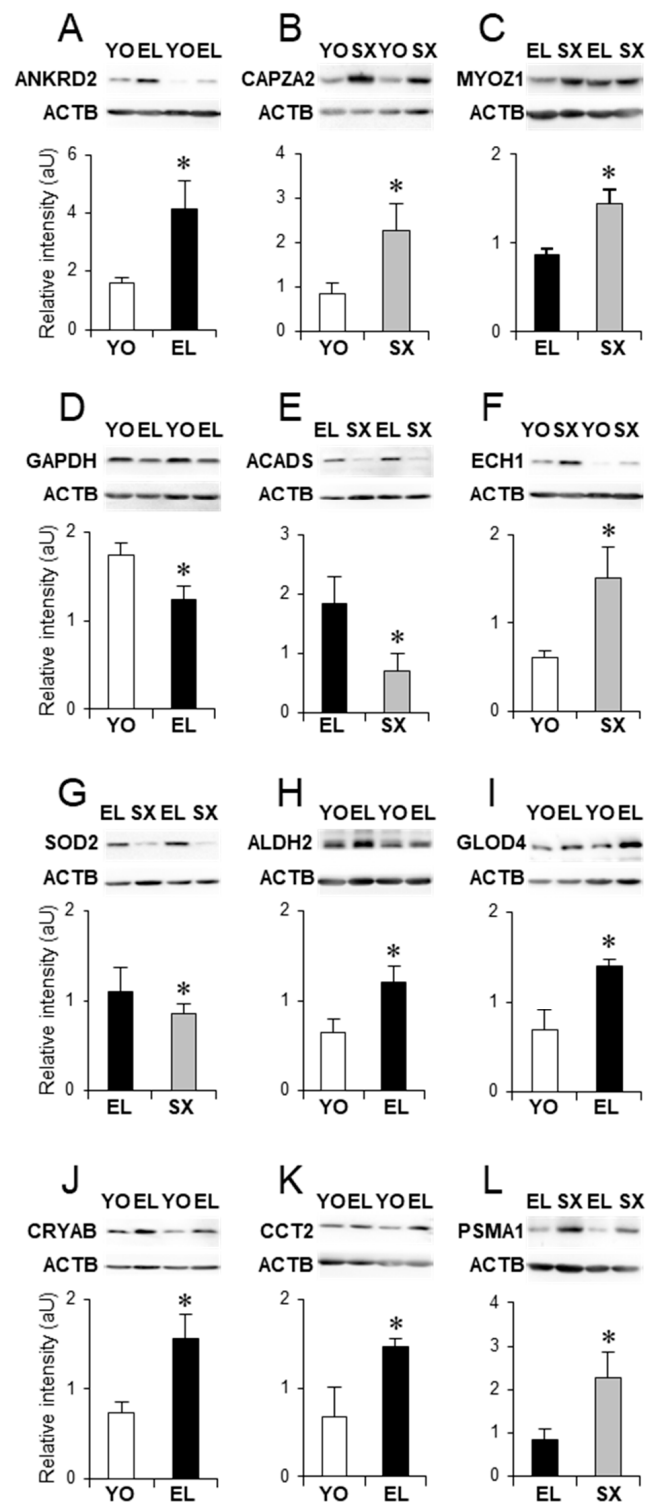 A
YO EL YO EL
ANKRD2
ACTB
Relative intensity (aU)
6
4
2
0
*
YO EL
B
YO SX YO SX
CAPZA2
ACTB
4
3
2
1
0
*
YO SX
C
EL SX EL SX
MYOZ1
ACTB
2
1
0
*
EL SX
D
YO EL YO EL
GAPDH
ACTB
Relative intensity (aU)
2
1
0
*
YO EL
E
EL SX EL SX
ACADS
ACTB
3
2
1
0
*
EL SX
F
YO SX YO SX
ECH1
ACTB
2
1
0
*
YO SX
G
EL SX EL SX
SOD2
ACTB
Relative intensity (aU)
2
1
0
*
EL SX
H
YO EL YO EL
ALDH2
ACTB
2
1
0
*
YO EL
I
YO EL YO EL
GLOD4
ACTB
2
1
0
*
YO EL
J
YO EL YO EL
CRYAB
ACTB
Relative intensity (aU)
2
1
0
*
YO EL
K
YO EL YO EL
CCT2
ACTB
2
1
0
*
YO EL
L
EL SX EL SX
PSMA1
ACTB
4
3
2
1
0
*
EL SX